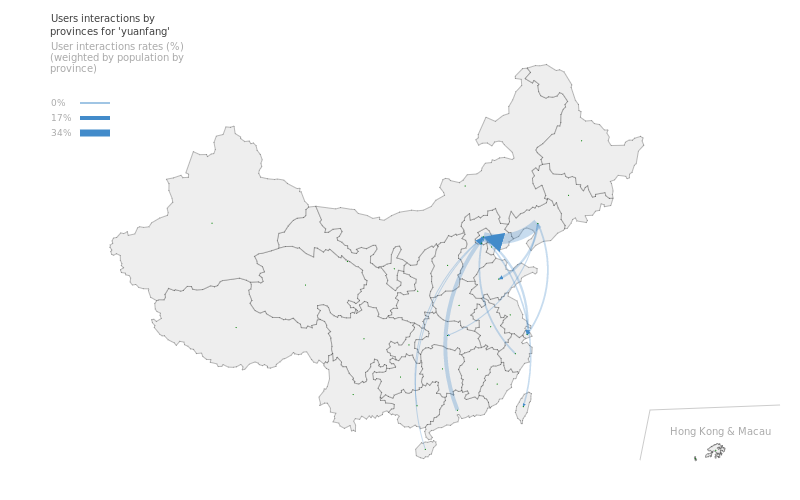 Users interactions by
provinces for 'yuanfang'
User interactions rates (%)
(weighted by population by
province)
0%
17%
34%
Hong Kong & Macau